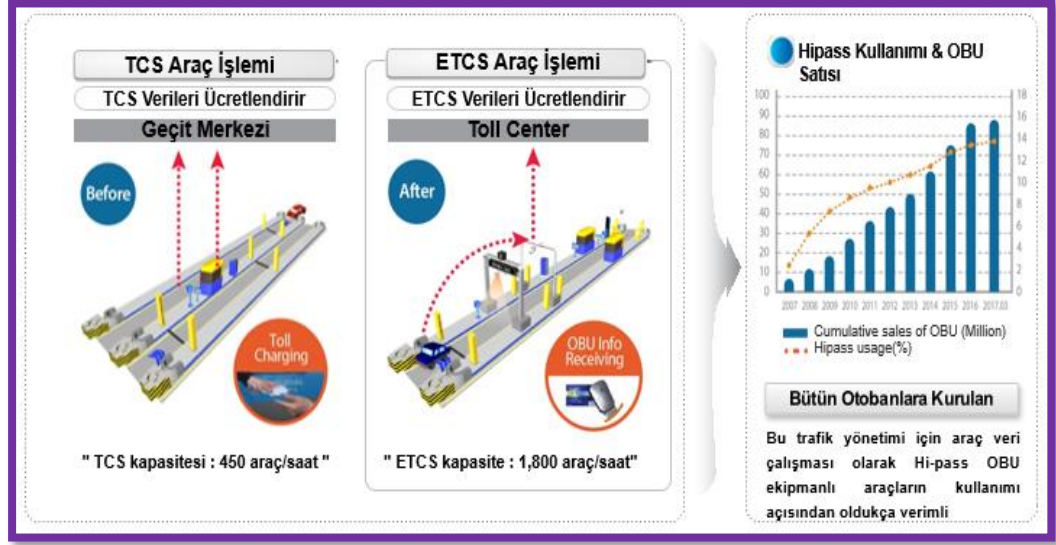 TCS Araç İşlemi
TCS Verileri Ücretlendirir
Geçit Merkezi
Before
Toll
Charging
" TCS kapasitesi : 450 araç/saat "
ETCS Araç İşlemi
ETCS Verileri Ücretlendirir
Toll Center
After
OBU Info
Receiving
" ETCS kapasite : 1,800 araç/saat"
Hipass Kullanımı & OBU
Satısı
100
90
80
70
60
50
40
30
20
10
0
18
16
14
12
10
8
6
4
2
0
2007 2008 2009 2010 2011 2012 2013 2014 2015 2016 2017.03
Cumulative sales of OBU (Million)
Hipass usage(%)
Bütün Otobanlara Kurulan
Bu trafik yönetimi için araç veri
çalışması olarak Hi-pass OBU
ekipmanlı araçların kullanımı
açısından oldukça verimli